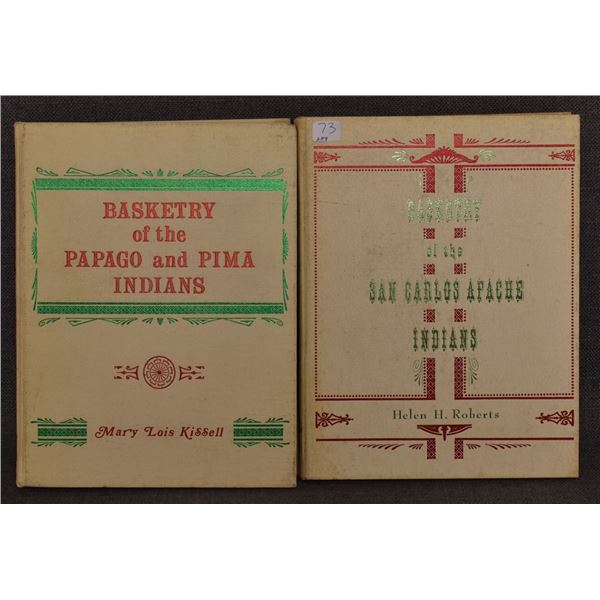 BASKETRY
of the
PAPAGO and PIMA
INDIANS
Mary Lois Kissell
73
BASKETRY
of the
SAN CARLOS APACHE
INDIANS
Helen H. Roberts